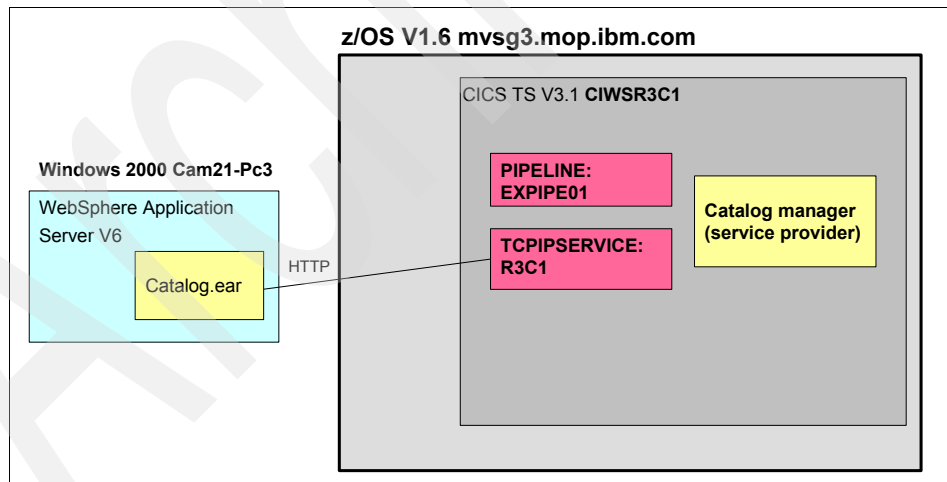 z/OS V1.6 mvsg3.mop.ibm.com
CICS TS V3.1 CIWSR3C1
Windows 2000 Cam21-Pc3
WebSphere Application
Server V6
Catalog.ear
HTTP
PIPELINE:
EXPIPE01
TCPIPSERVICE:
R3C1
Catalog manager
(service provider)